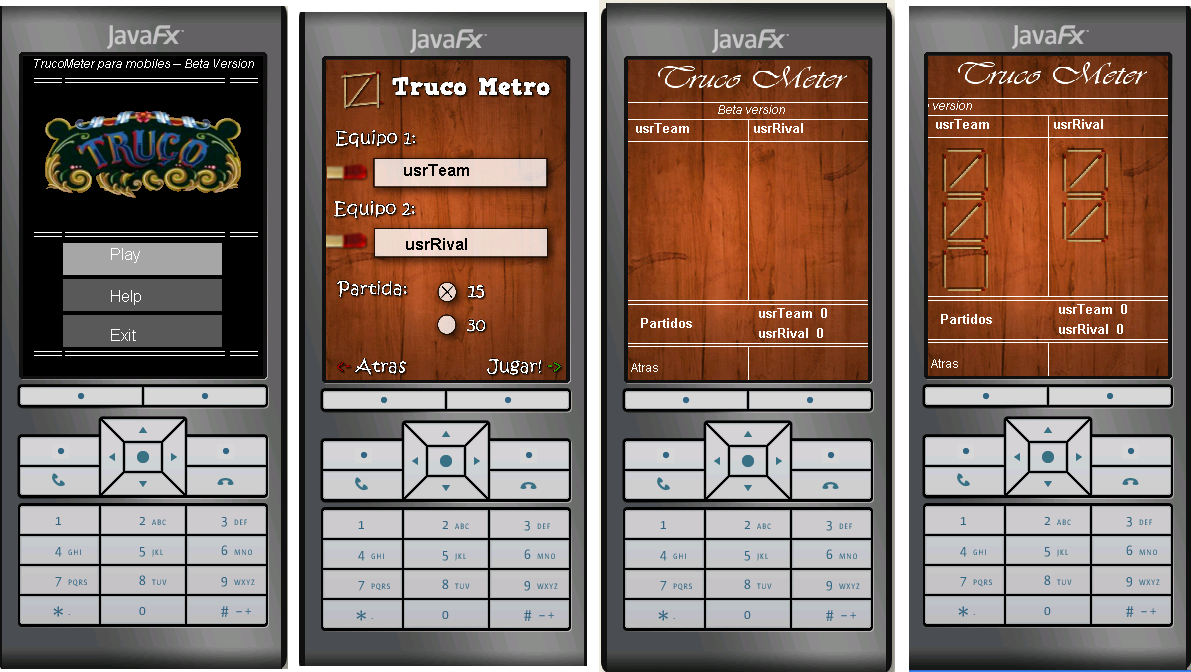 JavaFx
TrucoMeter para mobiles – Beta Version
TRUCO
Play
Help
Exit
1
2 ABC
3 DEF
4 GHI
5 JKL
6 MNO
7 PQRS
8 TUV
9 WXYZ
* .
0
# -+
JavaFx
Truco Metro
Equipo 1:
usrTeam
Equipo 2:
usrRival
Partida:
15
30
<- Atras
Jugar! ->
1
2 ABC
3 DEF
4 GHI
5 JKL
6 MNO
7 PQRS
8 TUV
9 WXYZ
* .
0
# -+
JavaFx
Truco Meter
Beta version
usrTeam
usrRival
Partidos
usrTeam 0
usrRival 0
Atras
1
2 ABC
3 DEF
4 GHI
5 JKL
6 MNO
7 PQRS
8 TUV
9 WXYZ
* .
0
# -+
JavaFx
Truco Meter
version
usrTeam
usrRival
Partidos
usrTeam 0
usrRival 0
Atras
1
2 ABC
3 DEF
4 GHI
5 JKL
6 MNO
7 PQRS
8 TUV
9 WXYZ
* .
0
# -+